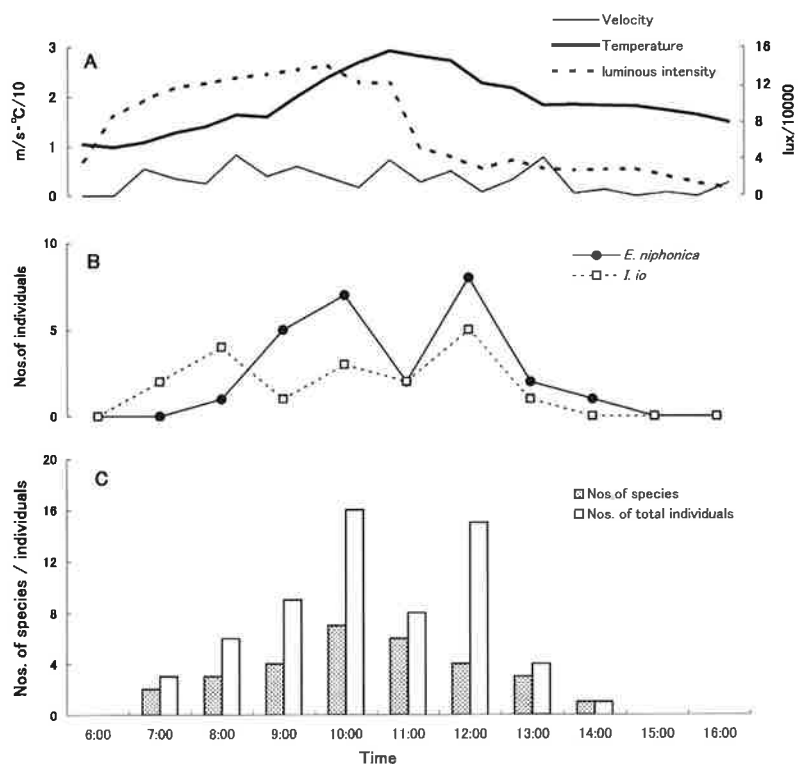 Velocity
Temperature
luminous intensity
A
3
2
1
0
m/s·℃/10
16
12
8
4
0
lux/10000
B
10
5
0
Nos.of individuals
E. niphonica
I. io
C
20
16
12
8
4
0
Nos. of species / individuals
Nos.of species
Nos. of total individuals
6:00 7:00 8:00 9:00 10:00 11:00 12:00 13:00 14:00 15:00 16:00
Time